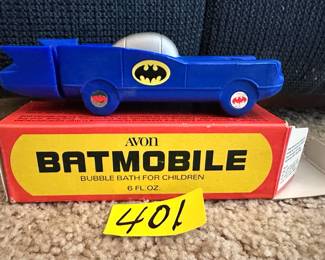 AVON
BATMOBILE
BUBBLE BATH FOR CHILDREN
6 FL. OZ.
401